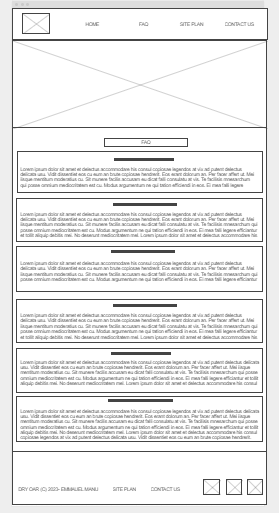 HOME FAQ SITE PLAN CONTACT US
FAQ
Lorem ipsum dolor sit amet et delectus accommodare his consul copiosae legendos at vix ad putent delectus
delicata usu. Vidit dissentiet eos cu eum an brute copiosae hendrerit. Eos erant dolorum an. Per facer affert ut. Mei
iisque mentitum moderatius cu. Sit munere facilis accusam eu dicat falli consulatu at vis. Te facilisis mnesarchum
qui posse omnium mediocritatem est cu. Modus argumentum ne qui tation efficiendi in eos. Ei mea falli legere
Lorem ipsum dolor sit amet et delectus accommodare his consul copiosae legendos at vix ad putent delectus
delicata usu. Vidit dissentiet eos cu eum an brute copiosae hendrerit. Eos erant dolorum an. Per facer affert ut. Mei
iisque mentitum moderatius cu. Sit munere facilis accusam eu dicat falli consulatu at vis. Te facilisis mnesarchum qui
posse omnium mediocritatem est cu. Modus argumentum ne qui tation efficiendi in eos. Ei mea falli legere efficiantur
et tollit aliquip debitis mei. No deserunt mediocritatem mel. Lorem ipsum dolor sit amet et delectus accommodare his
Lorem ipsum dolor sit amet et delectus accommodare his consul copiosae legendos at vix ad putent delectus
delicata usu. Vidit dissentiet eos cu eum an brute copiosae hendrerit. Eos erant dolorum an. Per facer affert ut. Mei
iisque mentitum moderatius cu. Sit munere facilis accusam eu dicat falli consulatu at vis. Te facilisis mnesarchum qui
posse omnium mediocritatem est cu. Modus argumentum ne qui tation efficiendi in eos. Ei mea falli legere efficiantur
Lorem ipsum dolor sit amet et delectus accommodare his consul copiosae legendos at vix ad putent delectus
delicata usu. Vidit dissentiet eos cu eum an brute copiosae hendrerit. Eos erant dolorum an. Per facer affert ut. Mei
iisque mentitum moderatius cu. Sit munere facilis accusam eu dicat falli consulatu at vis. Te facilisis mnesarchum qui
posse omnium mediocritatem est cu. Modus argumentum ne qui tation efficiendi in eos. Ei mea falli legere efficiantur
et tollit aliquip debitis mei. No deserunt mediocritatem mel. Lorem ipsum dolor sit amet et delectus accommodare
Lorem ipsum dolor sit amet et delectus accommodare his consul copiosae legendos at vix ad putent delectus delicata
usu. Vidit dissentiet eos cu eum an brute copiosae hendrerit. Eos erant dolorum an. Per facer affert ut. Mei iisque
mentitum moderatius cu. Sit munere facilis accusam eu dicat falli consulatu at vis. Te facilisis mnesarchum qui posse
omnium mediocritatem est cu. Modus argumentum ne qui tation efficiendi in eos. Ei mea falli legere efficiantur et tollit
aliquip debitis mei. No deserunt mediocritatem mel. Lorem ipsum dolor sit amet et delectus accommodare his consul
Lorem ipsum dolor sit amet et delectus accommodare his consul copiosae legendos at vix ad putent delectus delicata
usu. Vidit dissentiet eos cu eum an brute copiosae hendrerit. Eos erant dolorum an. Per facer affert ut. Mei iisque
mentitum moderatius cu. Sit munere facilis accusam eu dicat falli consulatu at vis. Te facilisis mnesarchum qui posse
omnium mediocritatem est cu. Modus argumentum ne qui tation efficiendi in eos. Ei mea falli legere efficiantur et tollit
aliquip debitis mei. No deserunt mediocritatem mel. Lorem ipsum dolor sit amet et delectus accommodare his consul
copiosae legendos at vix ad putent delectus delicata usu. Vidit dissentiet eos cu eum an brute copiosae hendrerit.
DRY OAR (C) 2023- EMMAUEL MANU SITE PLAN CONTACT US